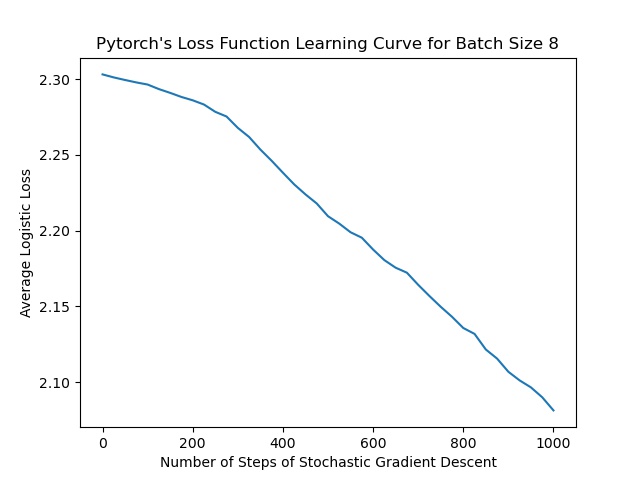 Pytorch's Loss Function Learning Curve for Batch Size 8
2.30
2.25
2.20
2.15
2.10
Average Logistic Loss
0 200 400 600 800 1000
Number of Steps of Stochastic Gradient Descent